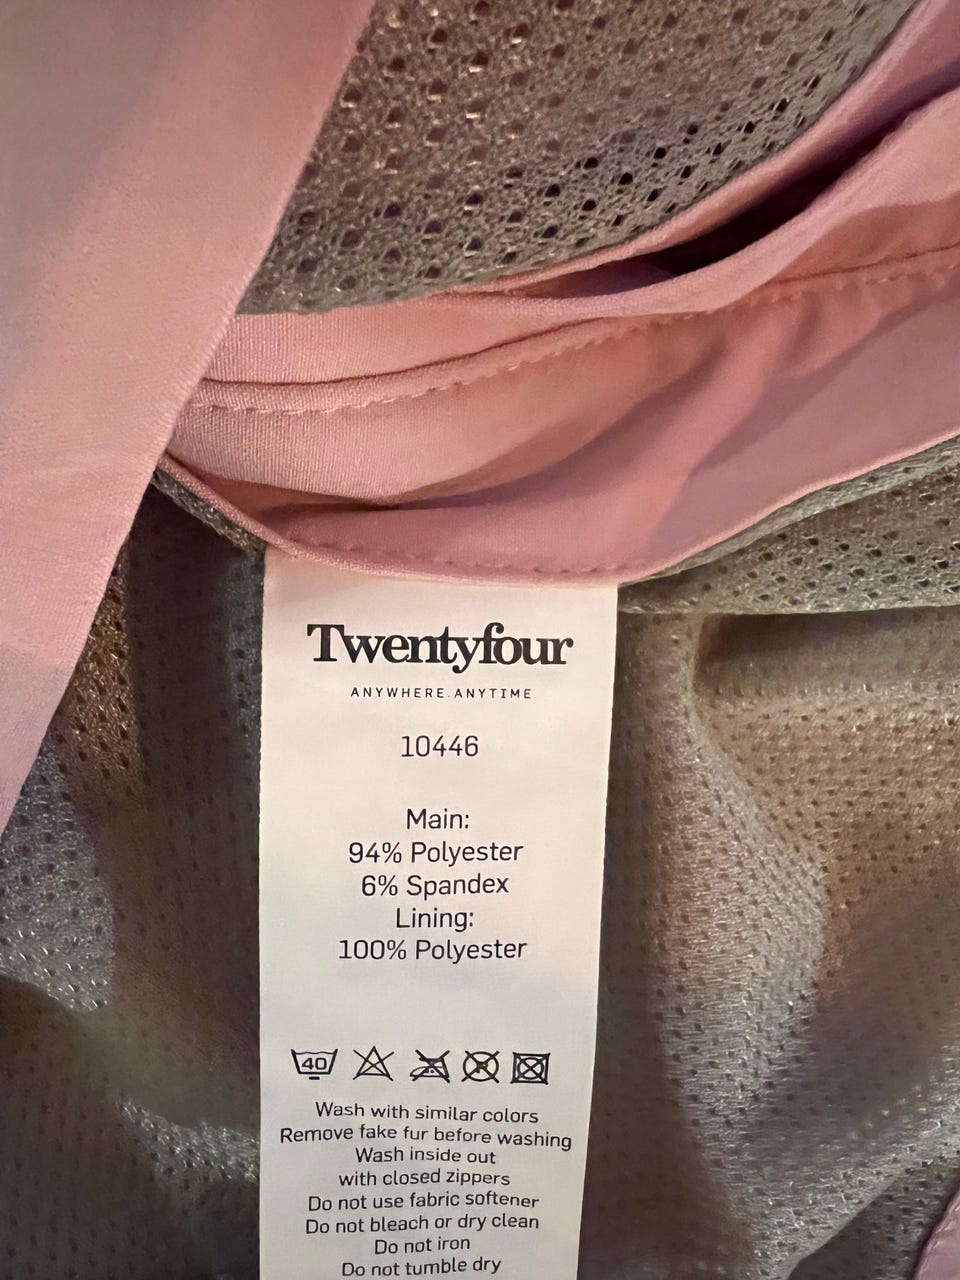 Twentyfour
ANYWHERE.ANYTIME
10446
Main:
94% Polyester
6% Spandex
Lining:
100% Polyester
40
Wash with similar colors
Remove fake fur before washing
Wash inside out
with closed zippers
Do not use fabric softener
Do not bleach or dry clean
Do not iron
Do not tumble dry